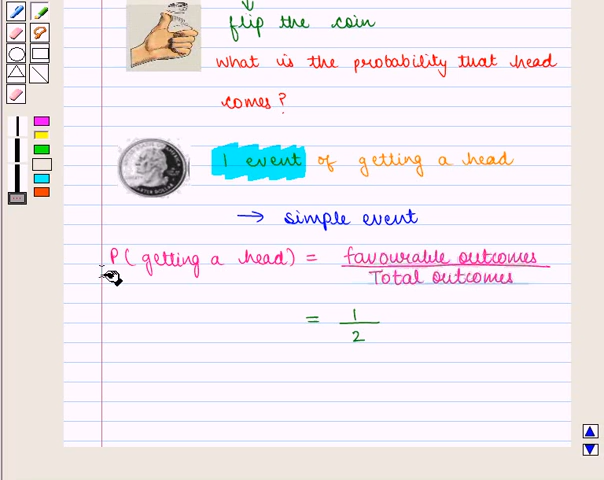 flip the coin
What is the probability that head
comes?
1 event of getting a head
→ simple event
P(getting a head) = favourable outcomes
Total outcomes
= 1
2